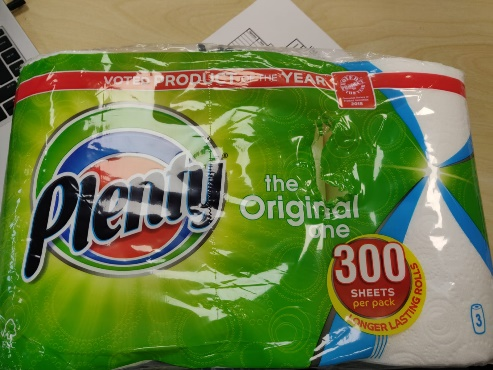 VOTED PRODUCT OF THE YEAR
Plenty
the
Original
one
300
SHEETS
per pack
LONGER LASTING ROLLS
3